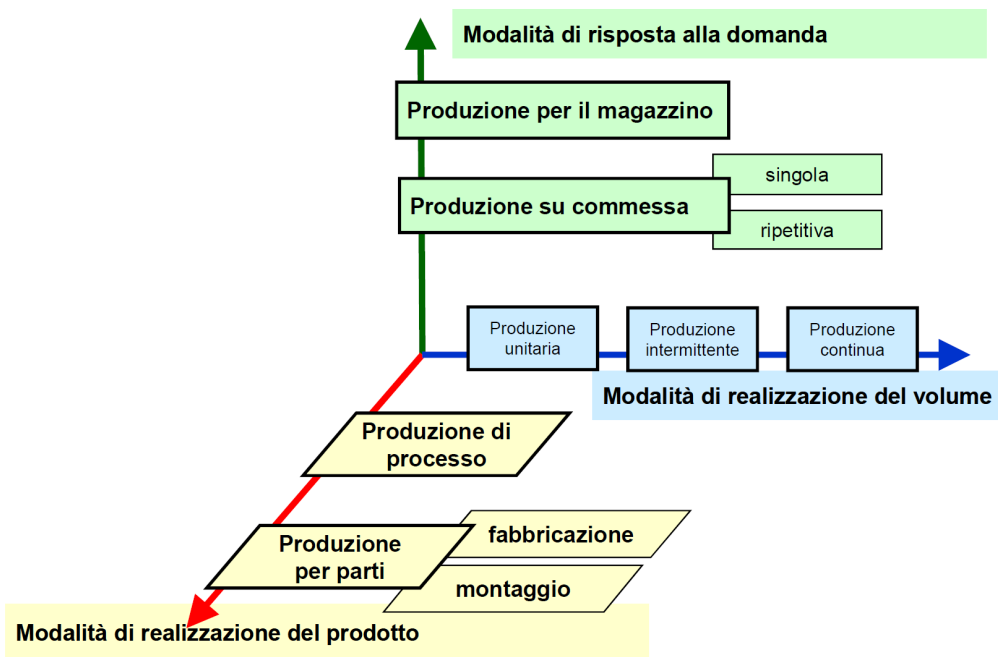 Modalità di risposta alla domanda
Produzione per il magazzino
singola
Produzione su commessa
ripetitiva
Produzione
unitaria
Produzione
intermittente
Produzione
continua
Modalità di realizzazione del volume
Produzione di
processo
fabbricazione
Produzione
per parti
montaggio
Modalità di realizzazione del prodotto